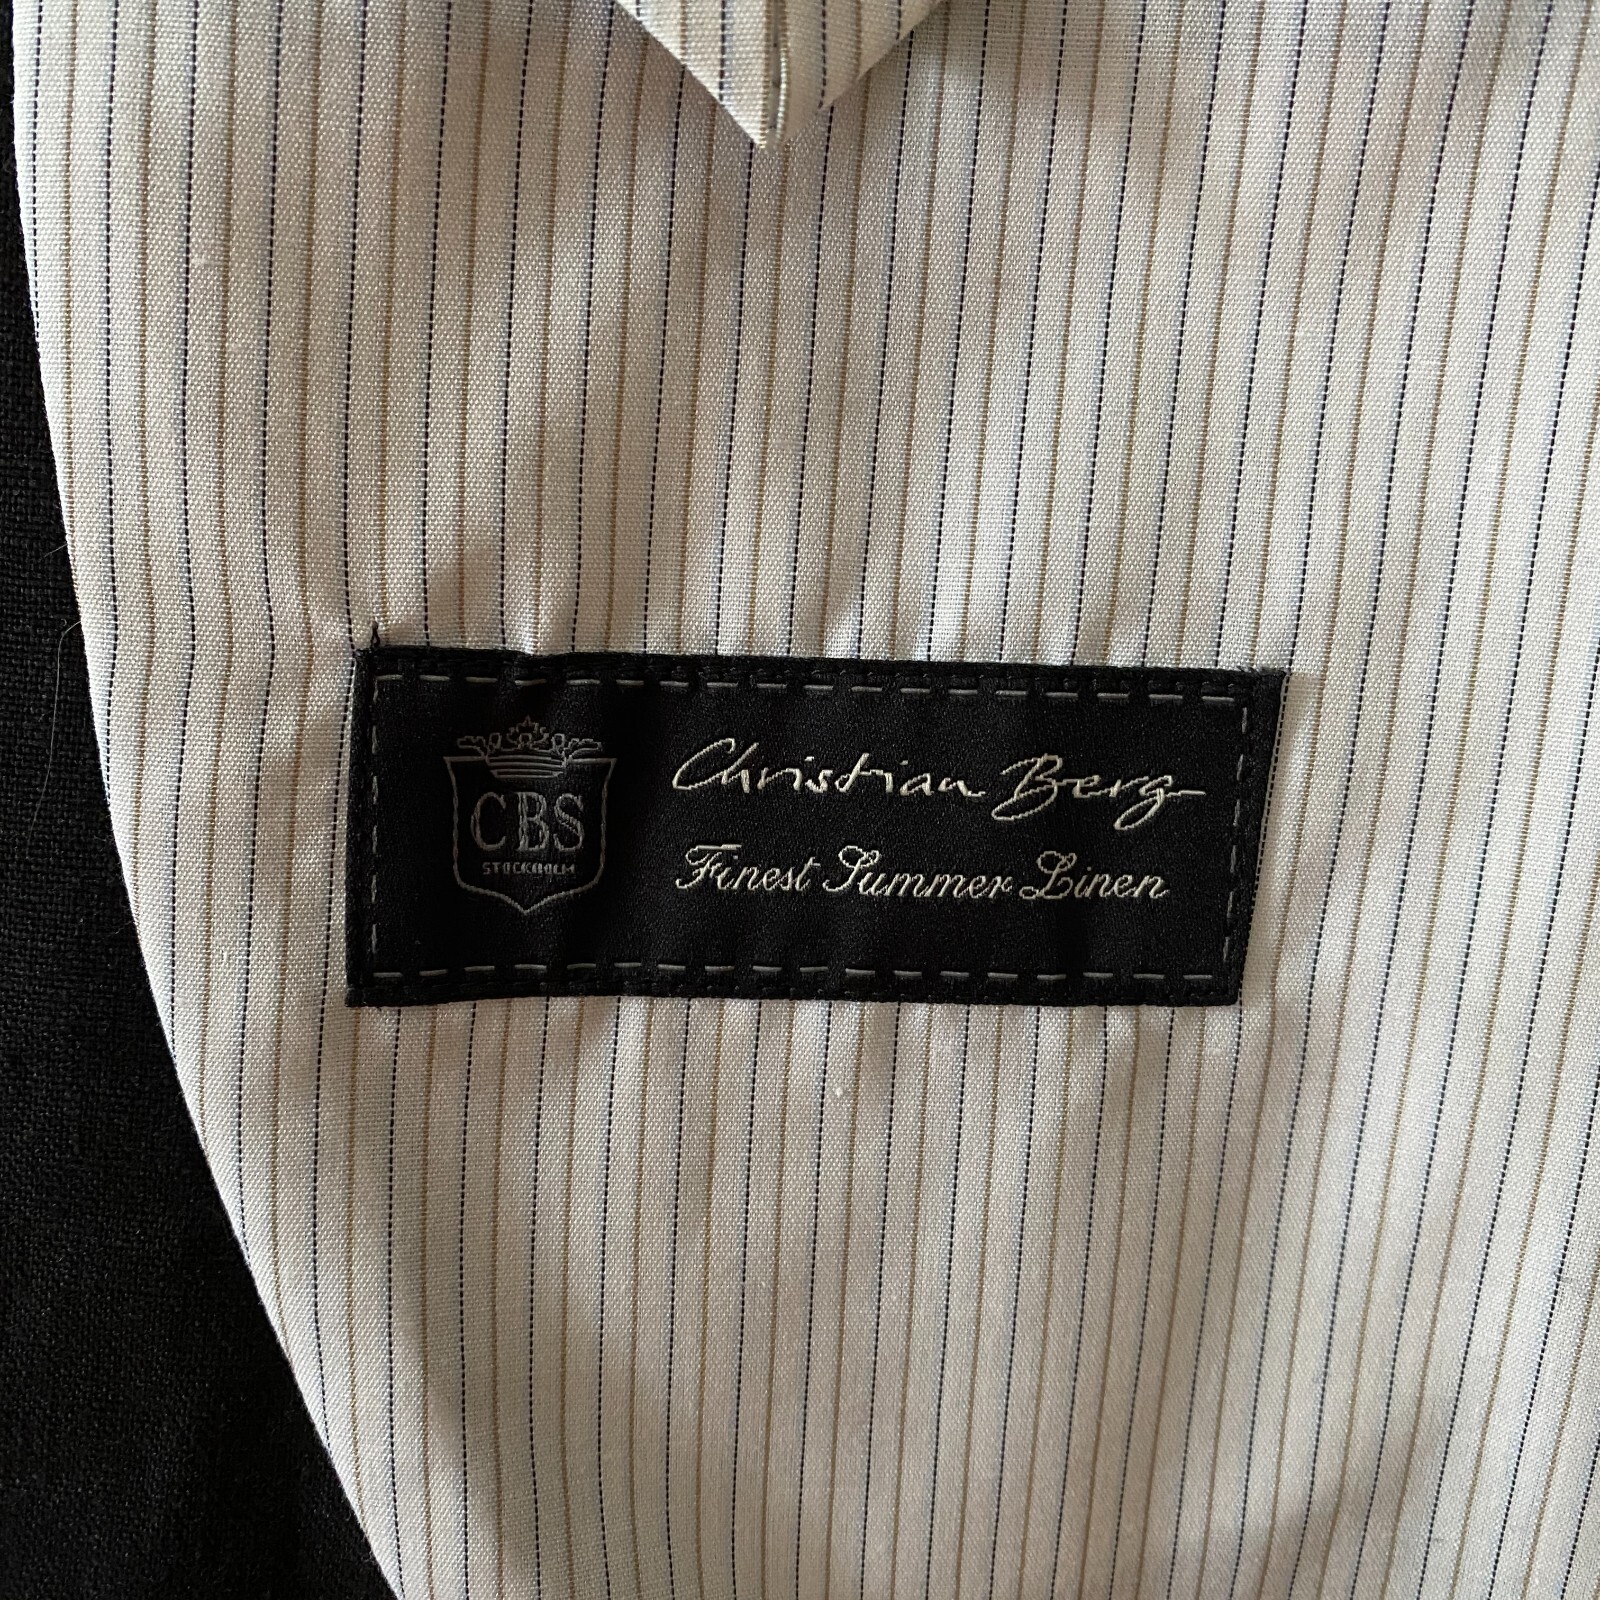 CBS
STOCKHOLM
Christian Berg
Finest Summer Linen